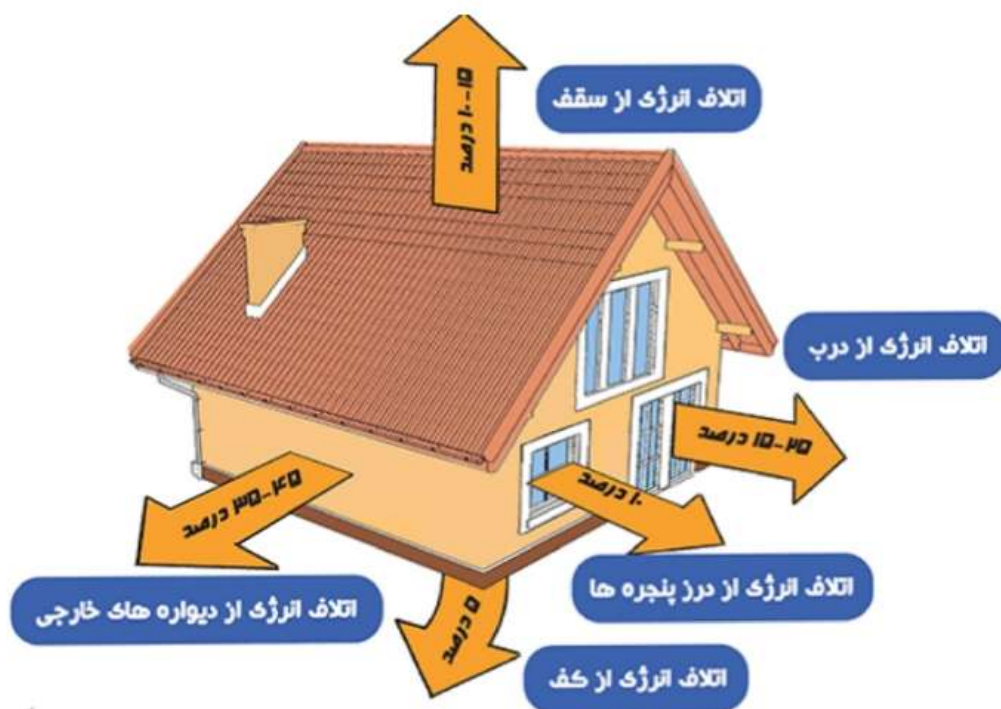 ۱۵-۱۰ درصد
اتلاف انرژی از سقف
اتلاف انرژی از درب
۲۵-۱۵ درصد
۱۰ درصد
اتلاف انرژی از درز پنجره ها
۴۵-۳۵ درصد
اتلاف انرژی از دیواره های خارجی
۵ درصد
اتلاف انرژی از کف